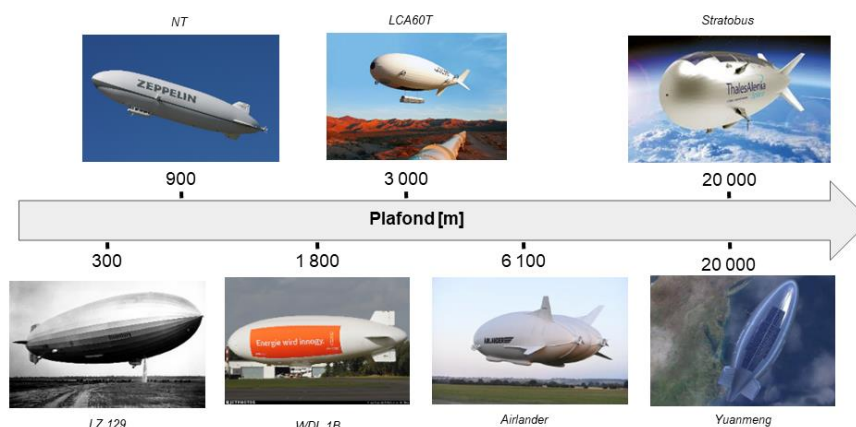 NT
LCA60T
Stratobus
ZEPPELIN
ThalesAlenia
900
3 000
20 000
Plafond [m]
300
1 800
6 100
20 000
Energie wird innogy.
AIRLANDER
LZ 129
WDL 1B
Airlander
Yuanmeng